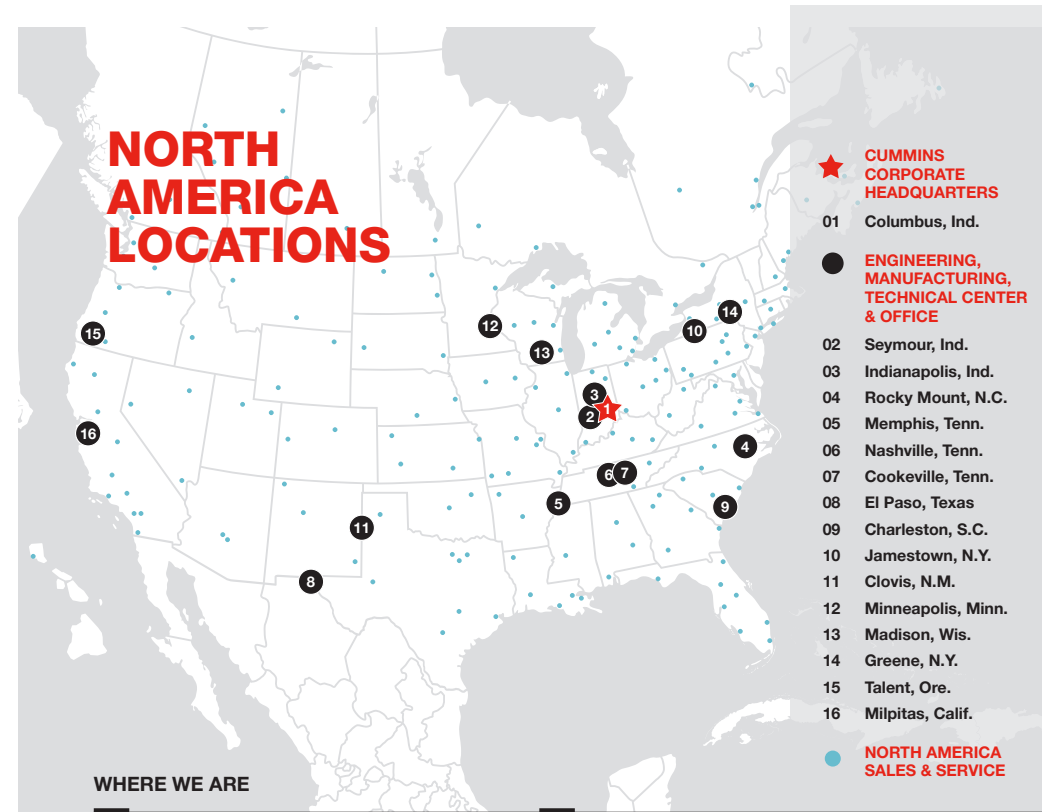 NORTH
AMERICA
LOCATIONS
15
16
12
13
14
10
3
1
2
4
6
7
5
9
11
8
CUMMINS
CORPORATE
HEADQUARTERS
01 Columbus, Ind.
ENGINEERING,
MANUFACTURING,
TECHNICAL CENTER
& OFFICE
02 Seymour, Ind.
03 Indianapolis, Ind.
04 Rocky Mount, N.C.
05 Memphis, Tenn.
06 Nashville, Tenn.
07 Cookeville, Tenn.
08 El Paso, Texas
09 Charleston, S.C.
10 Jamestown, N.Y.
11 Clovis, N.M.
12 Minneapolis, Minn.
13 Madison, Wis.
14 Greene, N.Y.
15 Talent, Ore.
16 Milpitas, Calif.
NORTH AMERICA
SALES & SERVICE
WHERE WE ARE